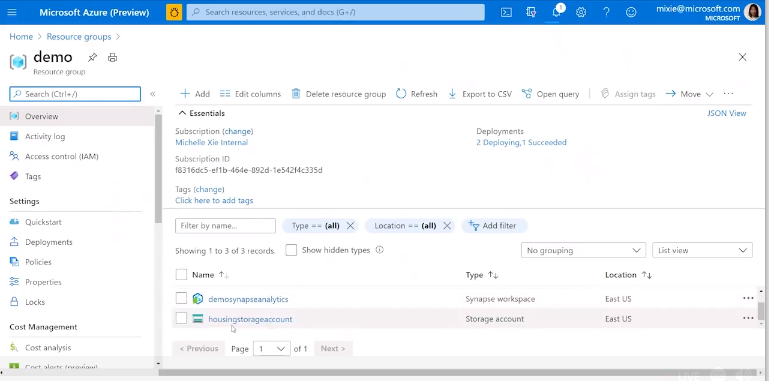 Microsoft Azure (Preview)
Search resources, services, and docs (G+/)
1
?
mixie@microsoft.com
MICROSOFT
Home > Resource groups >
demo
Resource group
Search (Ctrl+/)
«
Overview
Activity log
Access control (IAM)
Tags
Settings
Quickstart
Deployments
Policies
Properties
Locks
Cost Management
Cost analysis
Cost alerts (preview)
+ Add
Edit columns
Delete resource group
Refresh
Export to CSV
Open query
Assign tags
Move
...
Essentials
JSON View
Subscription (change)
Michelle Xie Internal
Deployments
2 Deploying,1 Succeeded
Subscription ID
f8316dc5-ef1b-464e-892d-1e542f4c335d
Tags (change)
Click here to add tags
Filter by name...
Type == (all)
Location == (all)
Add filter
Showing 1 to 3 of 3 records.
Show hidden types
No grouping
List view
Name
Type
Location
demosynapseanalytics
Synapse workspace
East US
...
housingstorageaccount
Storage account
East US
...
< Previous
Page
1
of 1
Next >
LIVE